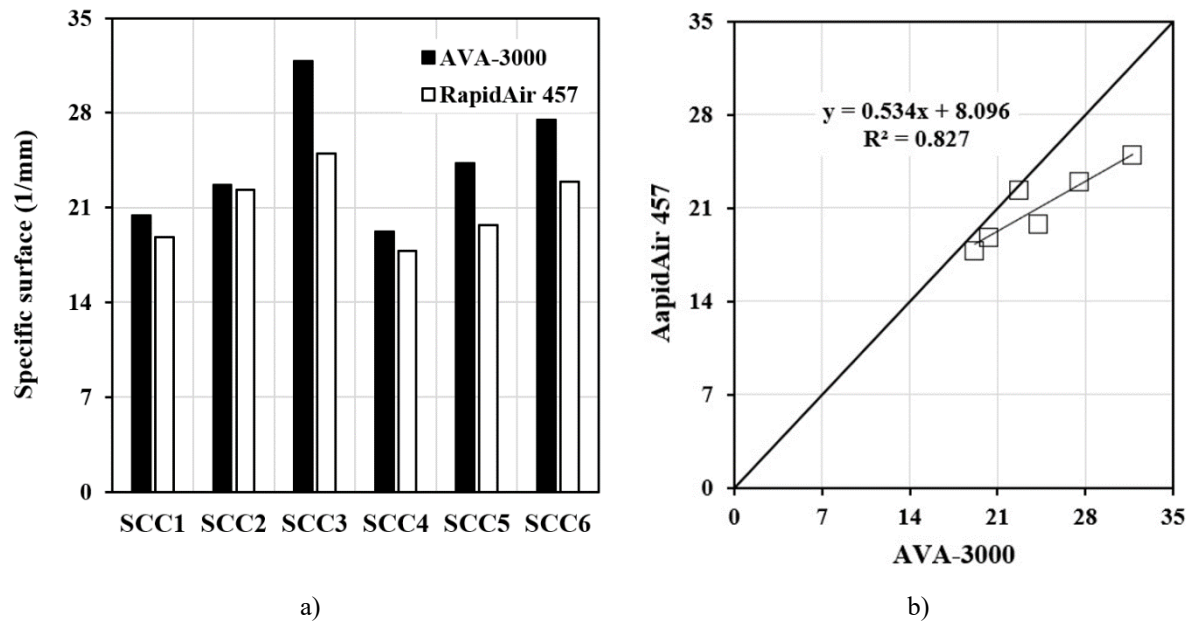 35
28
21
14
7
0
Specific surface (1/mm)
AVA-3000
RapidAir 457
SCC1 SCC2 SCC3 SCC4 SCC5 SCC6
a)
35
28
21
14
7
0
AapidAir 457
y = 0.534x + 8.096
R² = 0.827
0 7 14 21 28 35
AVA-3000
b)